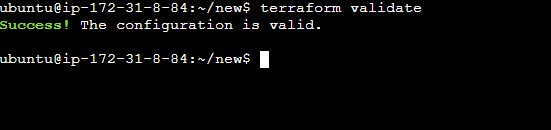 ubuntu@ip-172-31-8-84:~/new$ terraform validate
Success! The configuration is valid.
ubuntu@ip-172-31-8-84:~/new$